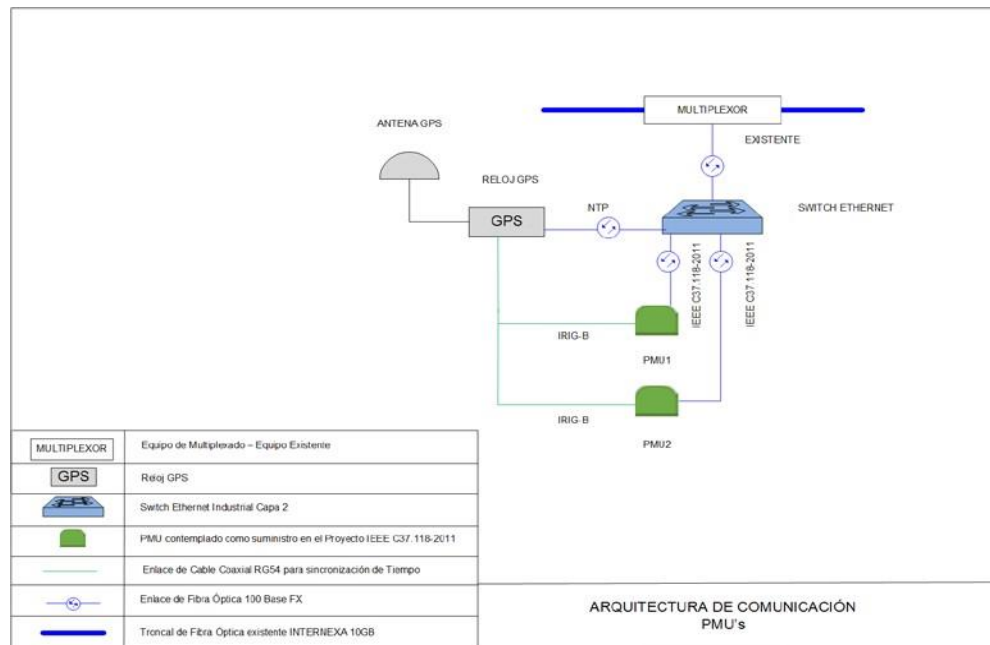 MULTIPLEXOR
ANTENA GPS
EXISTENTE
RELOJ GPS
NTP
SWITCH ETHERNET
GPS
IEEE C37.118-2011
IEEE C37.118-2011
IRIG-B
PMU1
IRIG-B
PMU2
MULTIPLEXOR
Equipo de Multiplexado – Equipo Existente
GPS
Reloj GPS
Switch Ethernet Industrial Capa 2
PMU contemplado como suministro en el Proyecto IEEE C37.118-2011
Enlace de Cable Coaxial RG54 para sincronización de Tiempo
Enlace de Fibra Óptica 100 Base FX
Troncal de Fibra Óptica existente INTERNEXA 10GB
ARQUITECTURA DE COMUNICACIÓN
PMU's